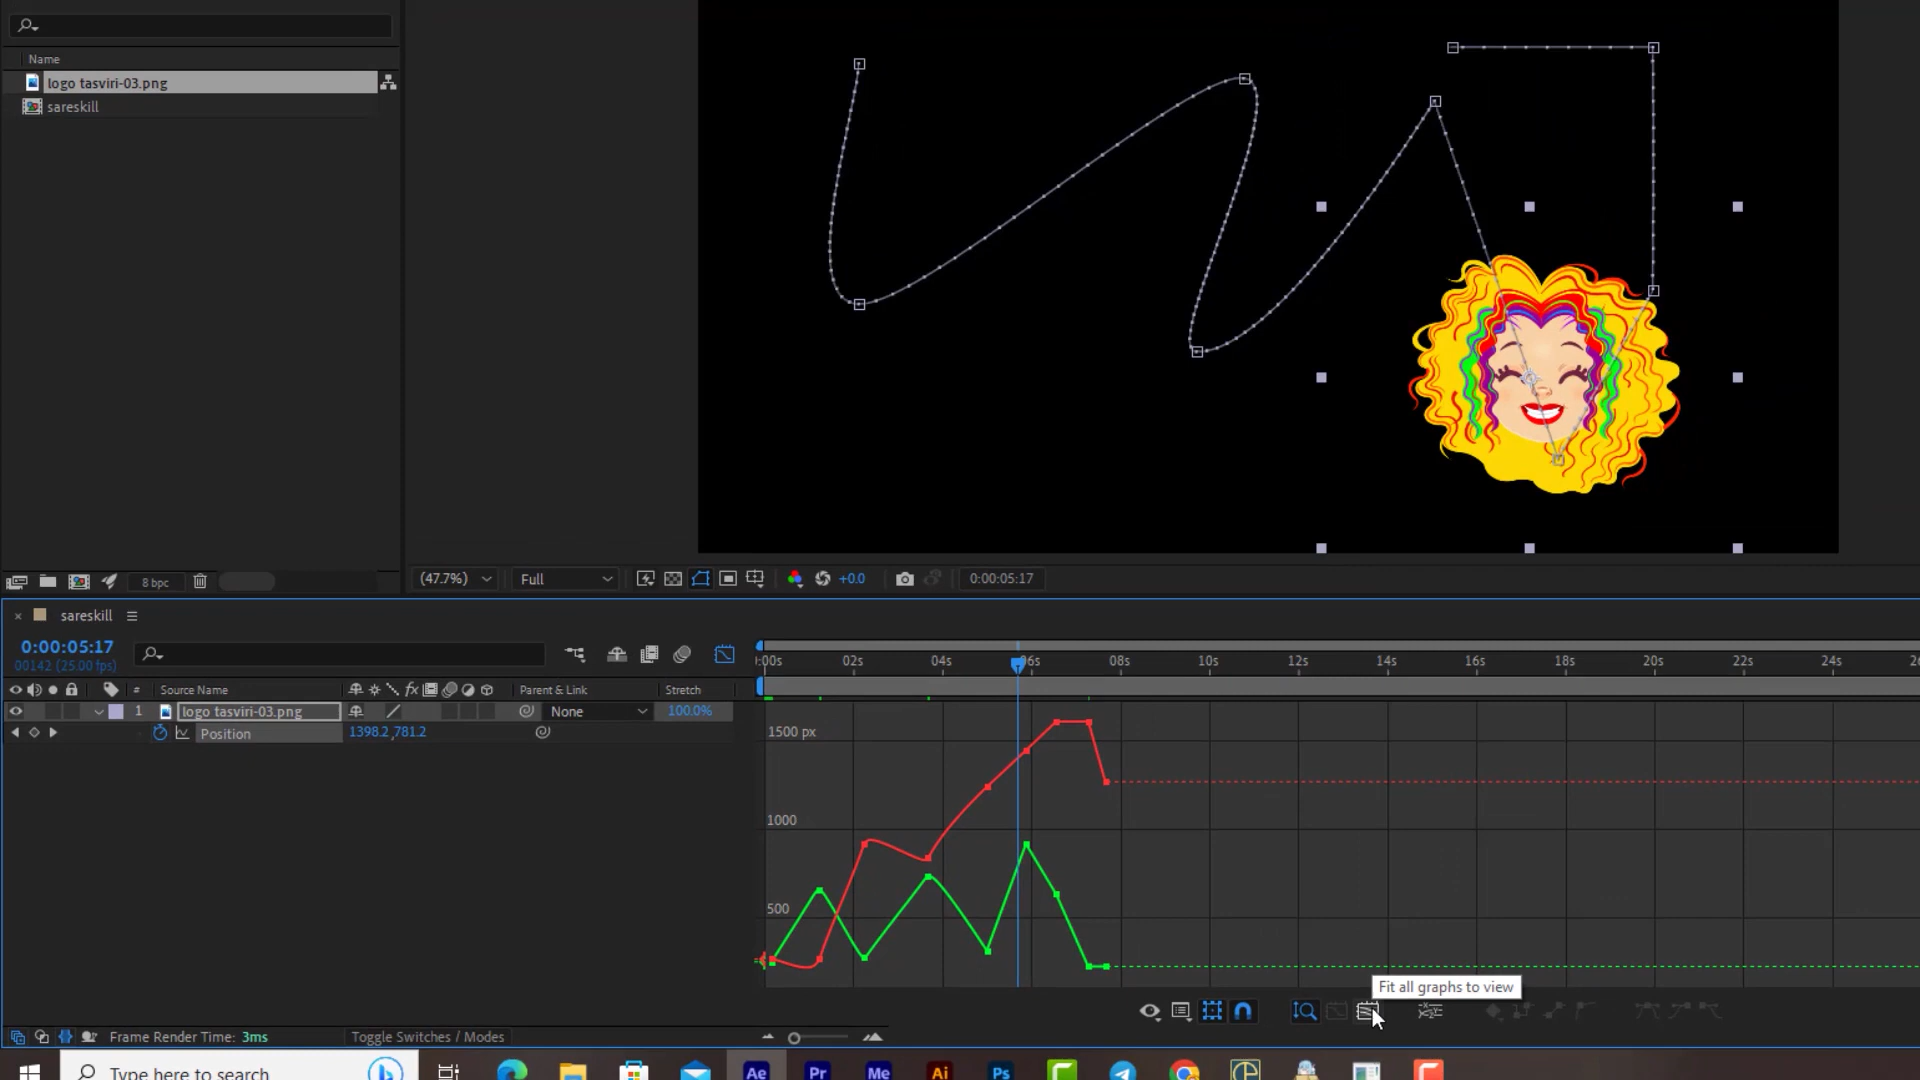 Name
logo tasviri-03.png
sareskill
8 bpc
(47.7%)
Full
+0.0
0:00:05:17
sareskill
0:00:05:17
00142 (25.00 fps)
:00s 02s 04s 06s 08s 10s 12s 14s 16s 18s 20s 22s 24s
# Source Name fx Parent & Link Stretch
1 logo tasviri-03.png None 100.0%
Position 1398.2,781.2
1500 px
1000
500
Fit all graphs to view
Frame Render Time: 3ms
Toggle Switches / Modes
Type here to search
Ae Pr Me Ai Ps